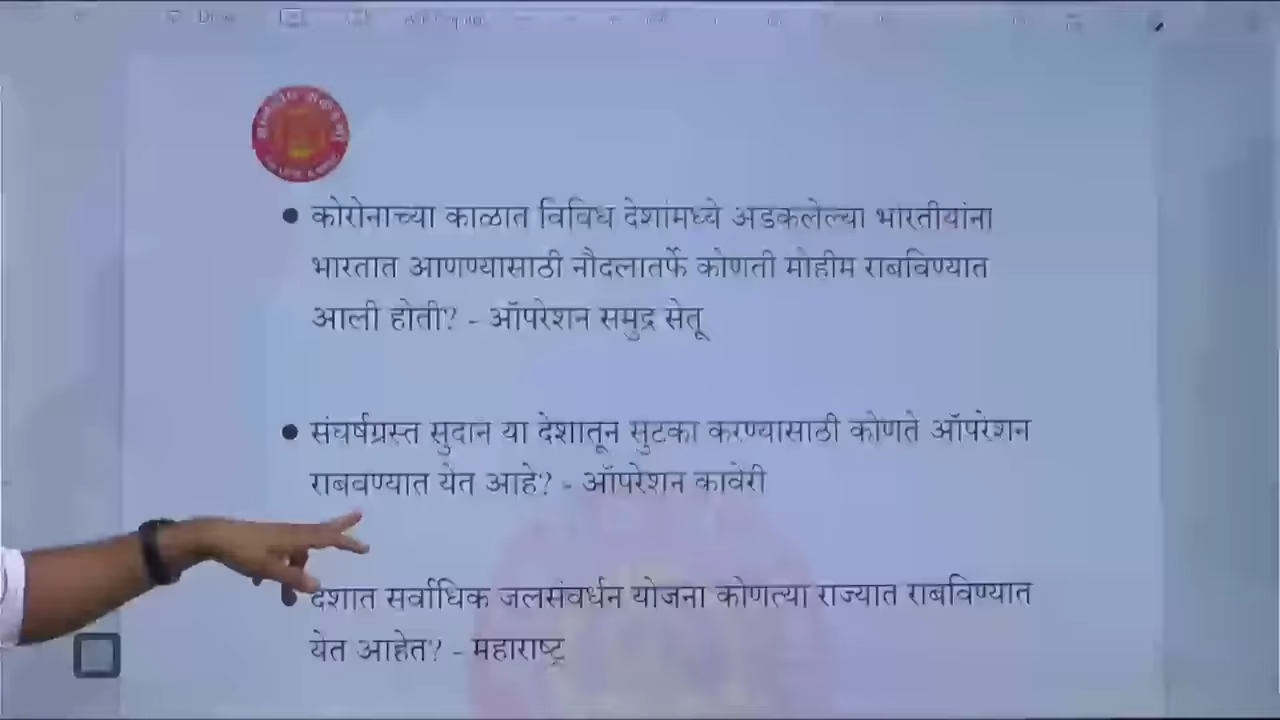 ● कोरोनाच्या काळात विविध देशांमध्ये अडकलेल्या भारतीयांना
भारतात आणण्यासाठी नौदलातर्फे कोणती मोहीम राबविण्यात
आली होती? - ऑपरेशन समुद्र सेतू
● संघर्षग्रस्त सुदान या देशातून सुटका करण्यासाठी कोणते ऑपरेशन
राबवण्यात येत आहे? - ऑपरेशन कावेरी
● देशात सर्वाधिक जलसंवर्धन योजना कोणत्या राज्यात राबविण्यात
येत आहेत? - महाराष्ट्र